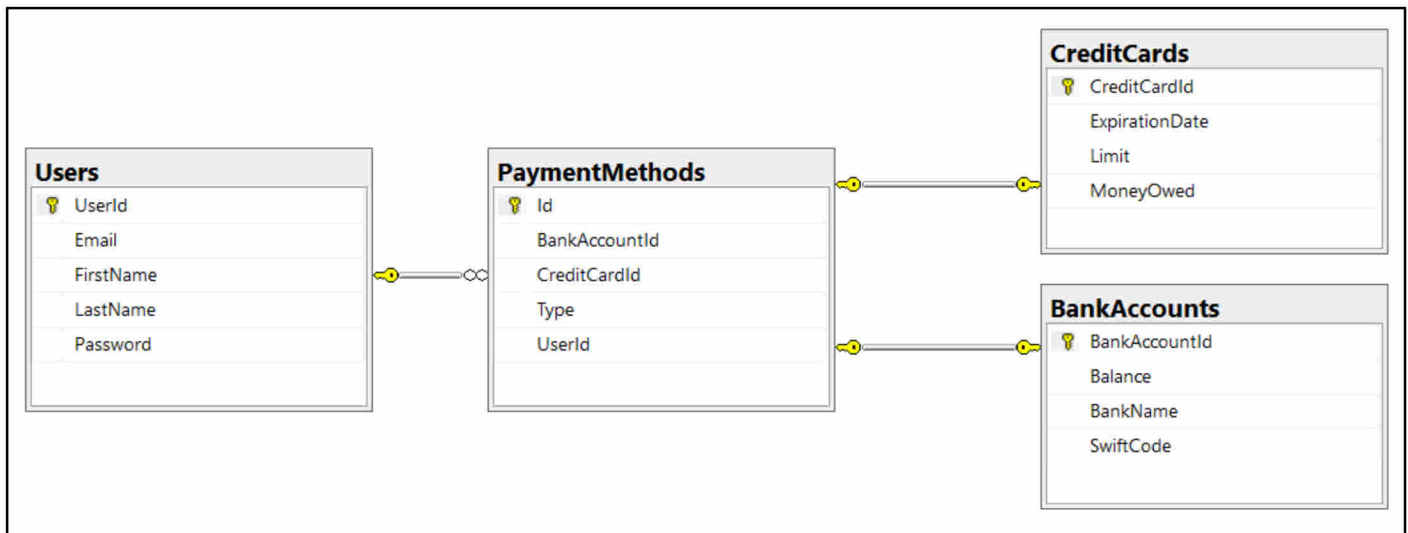 Users
UserId
Email
FirstName
LastName
Password
PaymentMethods
Id
BankAccountId
CreditCardId
Type
UserId
CreditCards
CreditCardId
ExpirationDate
Limit
MoneyOwed
BankAccounts
BankAccountId
Balance
BankName
SwiftCode